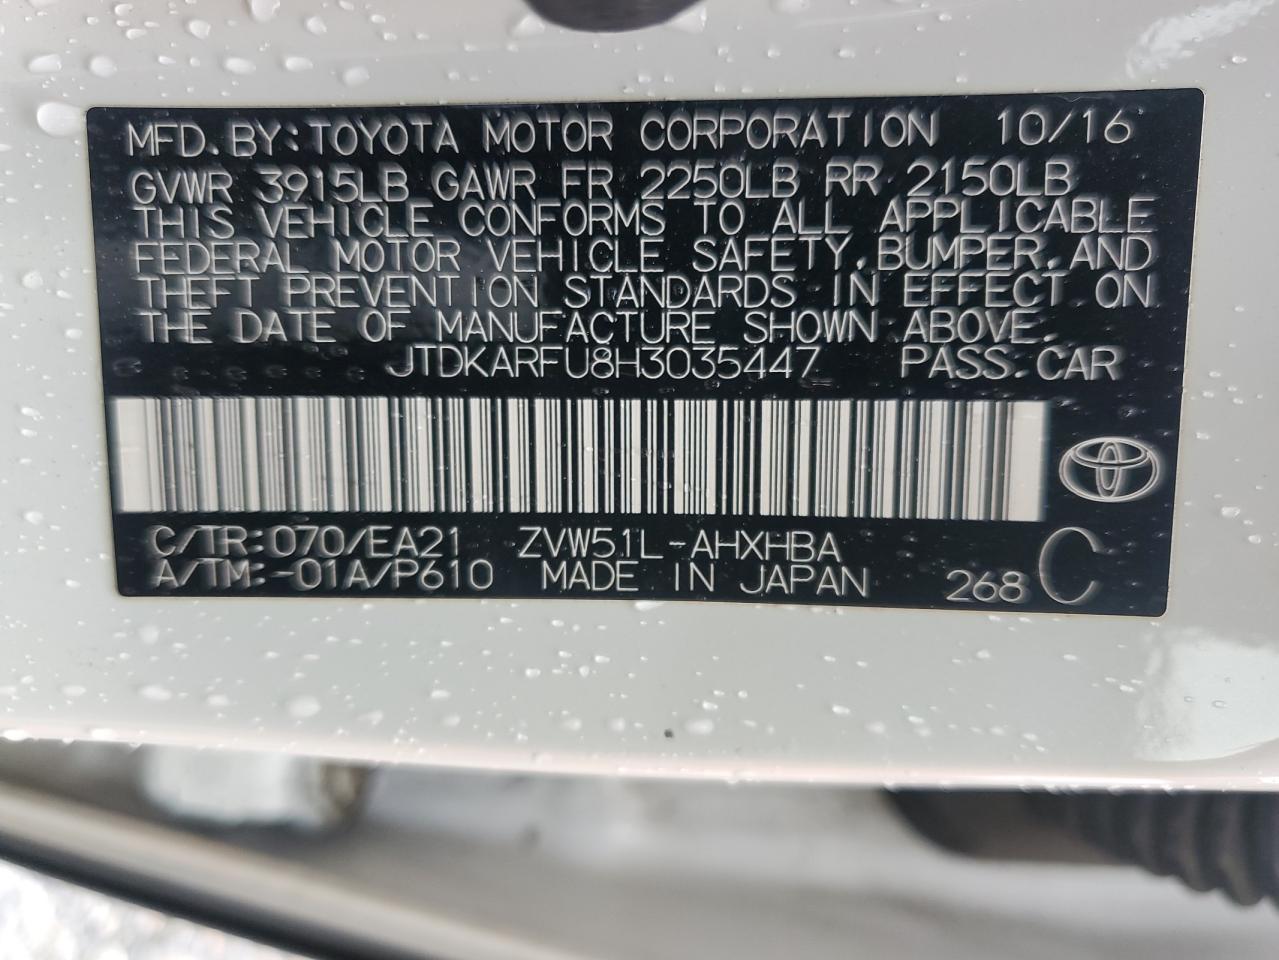 MFD. BY: TOYOTA MOTOR CORPORATION 10/16
GVWR 3915LB GAWR FR 2250LB RR 2150LB
THIS VEHICLE CONFORMS TO ALL APPLICABLE
FEDERAL MOTOR VEHICLE SAFETY, BUMPER, AND
THEFT PREVENTION STANDARDS IN EFFECT ON
THE DATE OF MANUFACTURE SHOWN ABOVE.
JTDKARFU8H3035447 PASS. CAR
C/TR: 070/EA21 ZVW51L-AHXHBA C
A/TM: -01A/P610 MADE IN JAPAN 268